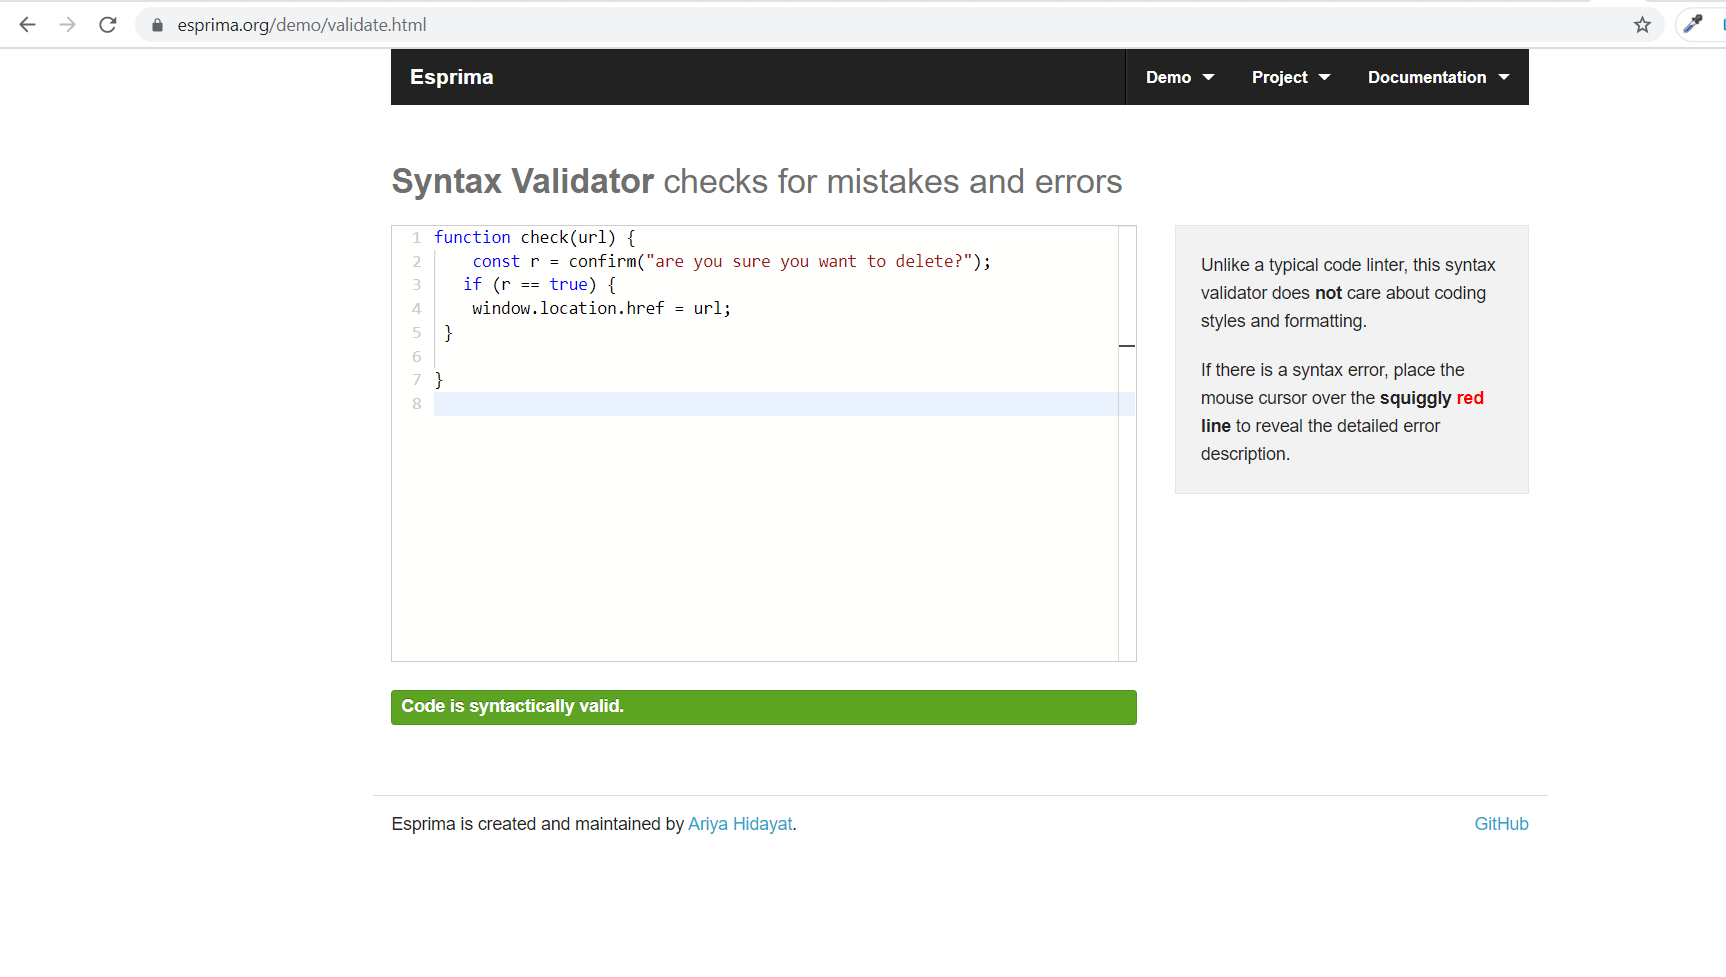 esprima.org/demo/validate.html
Esprima
Demo
Project
Documentation
Syntax Validator checks for mistakes and errors
1 function check(url) {
2     const r = confirm("are you sure you want to delete?");
3    if (r == true) {
4     window.location.href = url;
5  }
6
7 }
8
Unlike a typical code linter, this syntax
validator does not care about coding
styles and formatting.
If there is a syntax error, place the
mouse cursor over the squiggly red
line to reveal the detailed error
description.
Code is syntactically valid.
Esprima is created and maintained by Ariya Hidayat.
GitHub